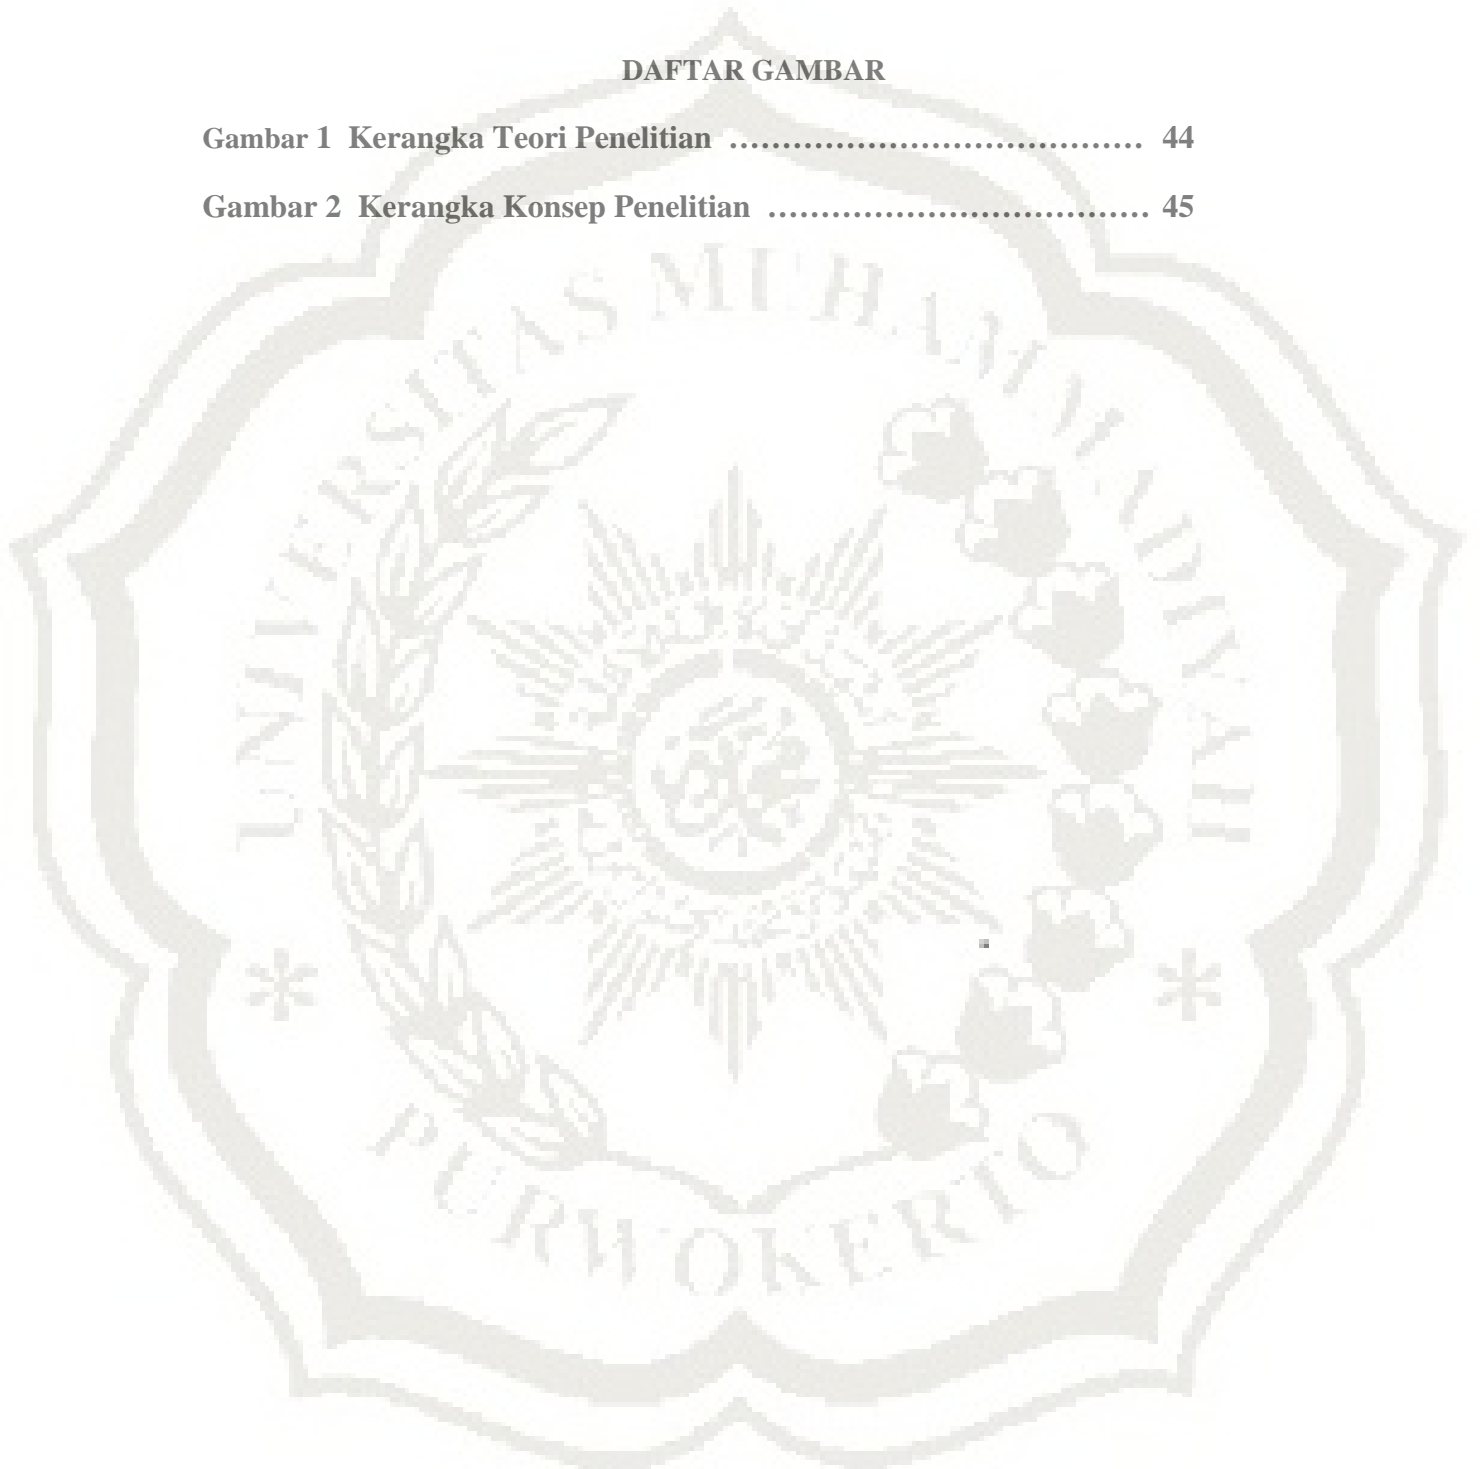 DAFTAR GAMBAR
Gambar 1 Kerangka Teori Penelitian ....................................... 44
Gambar 2 Kerangka Konsep Penelitian .................................... 45
UNIVERSITAS MUHAMMADIYAH
PURWOKERTO